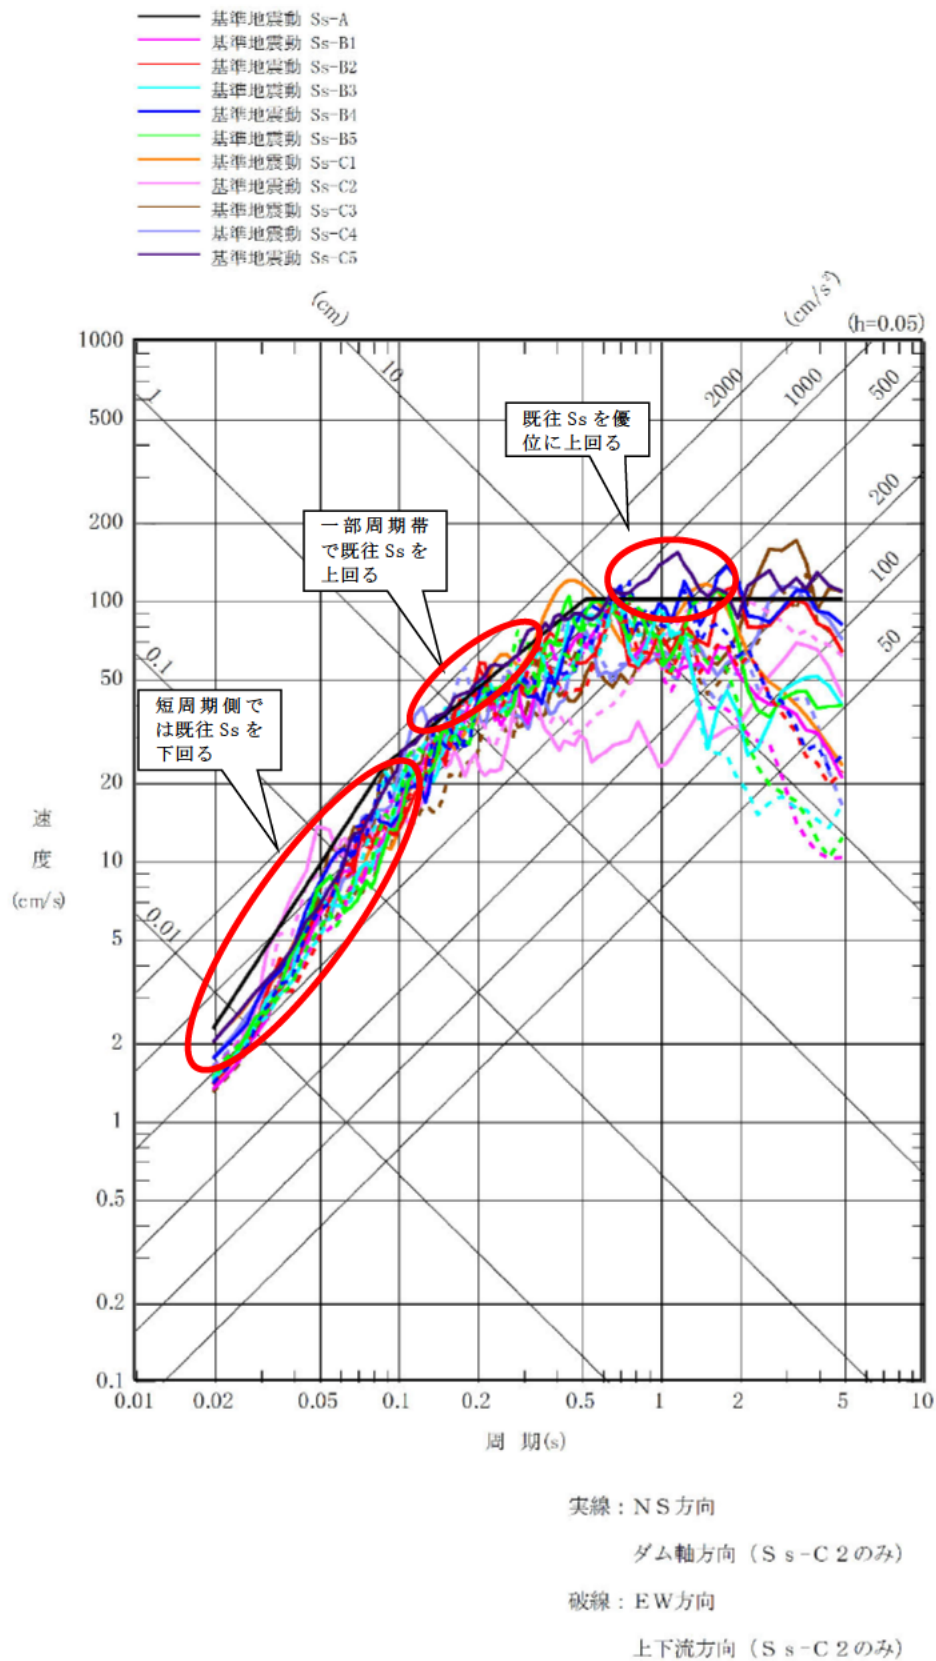 基準地震動 Ss-A
基準地震動 Ss-B1
基準地震動 Ss-B2
基準地震動 Ss-B3
基準地震動 Ss-B4
基準地震動 Ss-B5
基準地震動 Ss-C1
基準地震動 Ss-C2
基準地震動 Ss-C3
基準地震動 Ss-C4
基準地震動 Ss-C5
(cm)
(cm/s²)
(h=0.05)
1000
500
200
100
50
20
10
5
2
1
0.5
0.2
0.1
1
10
0.1
0.01
2000
1000
500
200
100
50
既往 Ss を優
位に上回る
一部周期帯
で既往 Ss を
上回る
短周期側で
は既往 Ss を
下回る
速
度
(cm/s)
0.01
0.02
0.05
0.1
0.2
0.5
1
2
5
10
周 期(s)
実線：ＮＳ方向
ダム軸方向（Ｓｓ-Ｃ２のみ）
破線：ＥＷ方向
上下流方向（Ｓｓ-Ｃ２のみ）